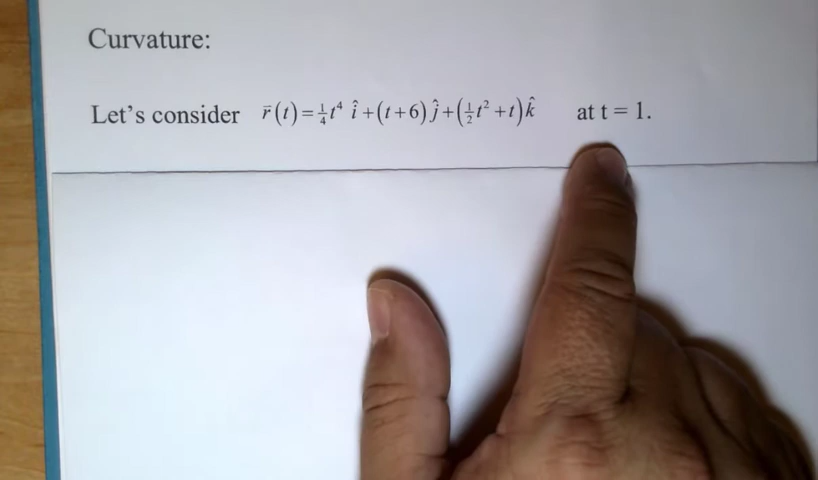 Curvature:
Let's consider r̄(t)=¼t⁴ î+(t+6)ĵ+(½t²+t)k̂ at t = 1.